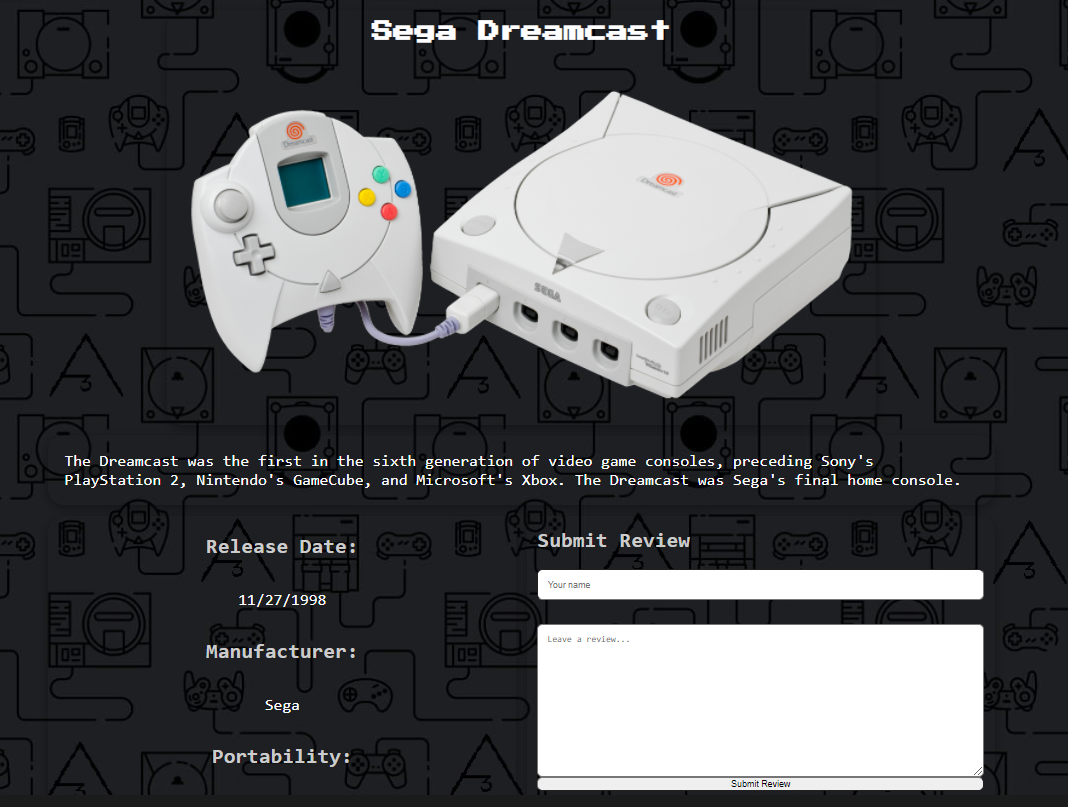 Sega Dreamcast
Dreamcast
Dreamcast
SEGA
The Dreamcast was the first in the sixth generation of video game consoles, preceding Sony's
PlayStation 2, Nintendo's GameCube, and Microsoft's Xbox. The Dreamcast was Sega's final home console.
Release Date:
11/27/1998
Manufacturer:
Sega
Portability:
Submit Review
Your name
Leave a review...
Submit Review